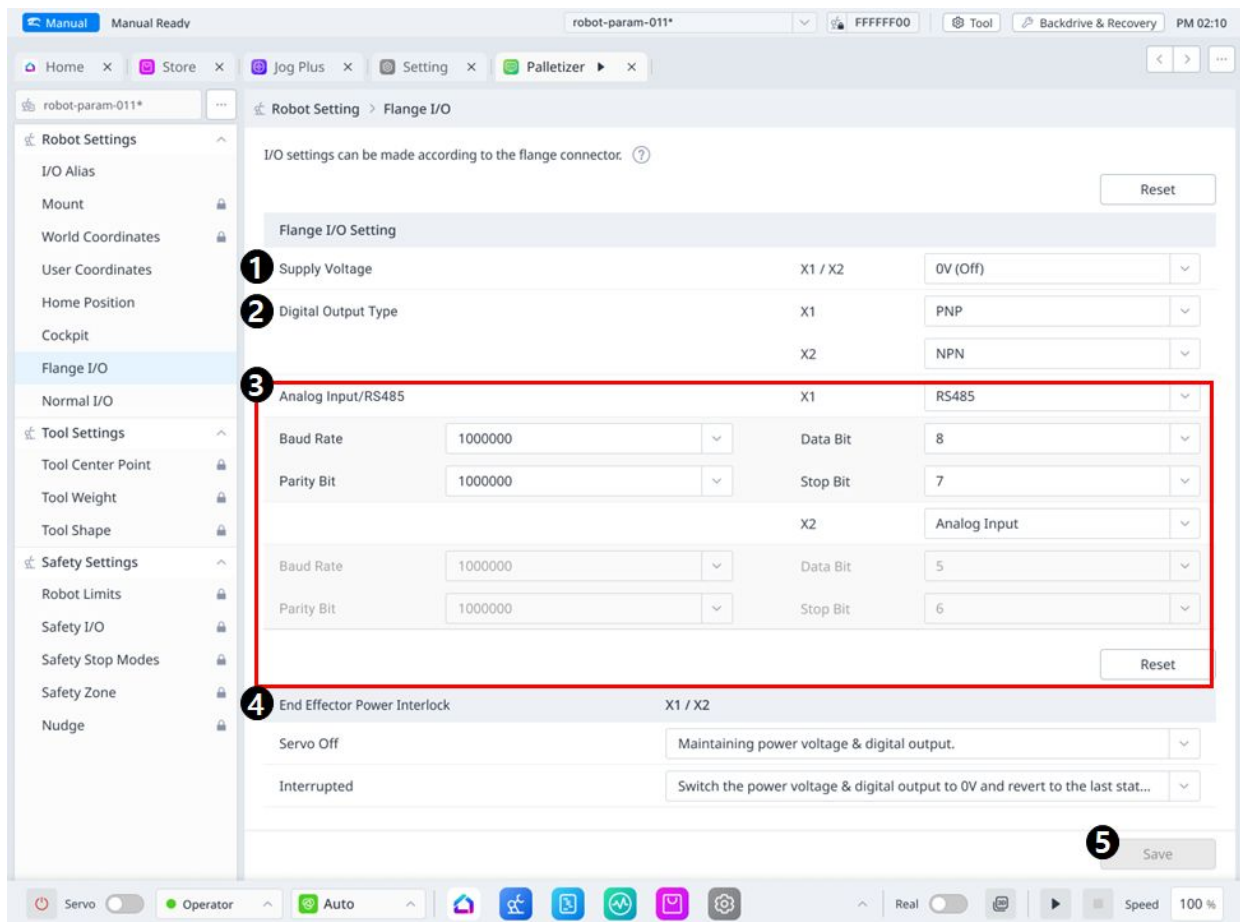 Manual Manual Ready robot-param-011* FFFFFF00 Tool Backdrive & Recovery PM 02:10
Home Store Jog Plus Setting Palletizer ...
robot-param-011* ... Robot Setting > Flange I/O
Robot Settings
I/O Alias
Mount
World Coordinates
User Coordinates
Home Position
Cockpit
Flange I/O
Normal I/O
Tool Settings
Tool Center Point
Tool Weight
Tool Shape
Safety Settings
Robot Limits
Safety I/O
Safety Stop Modes
Safety Zone
Nudge
I/O settings can be made according to the flange connector. ?
Reset
Flange I/O Setting
1 Supply Voltage X1 / X2 0V (Off)
2 Digital Output Type X1 PNP
X2 NPN
3 Analog Input/RS485 X1 RS485
Baud Rate 1000000 Data Bit 8
Parity Bit 1000000 Stop Bit 7
X2 Analog Input
Baud Rate 1000000 Data Bit 5
Parity Bit 1000000 Stop Bit 6
Reset
4 End Effector Power Interlock X1 / X2
Servo Off Maintaining power voltage & digital output.
Interrupted Switch the power voltage & digital output to 0V and revert to the last stat...
5 Save
Servo Operator Auto Real Speed 100 %